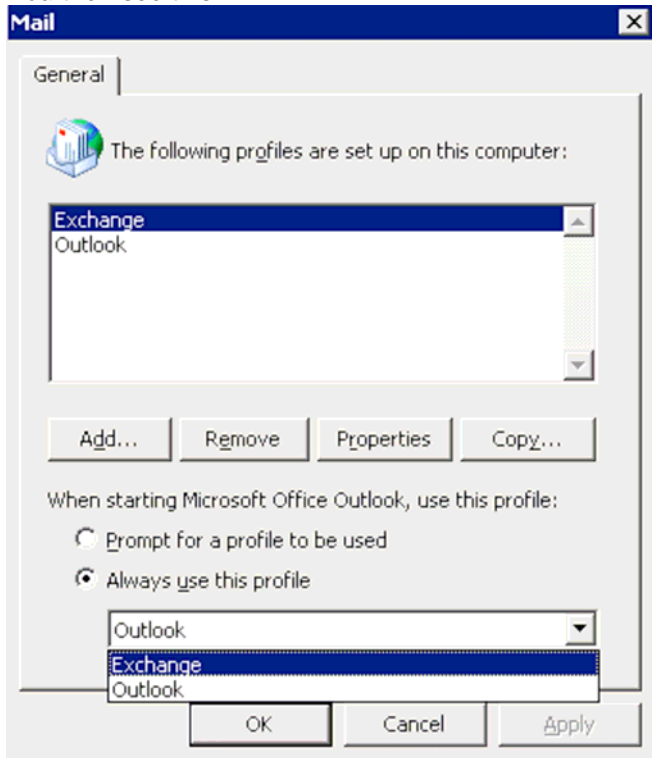 Mail
General
The following profiles are set up on this computer:
Exchange
Outlook
Add... Remove Properties Copy...
When starting Microsoft Office Outlook, use this profile:
Prompt for a profile to be used
Always use this profile
Outlook
Exchange
Outlook
OK Cancel Apply